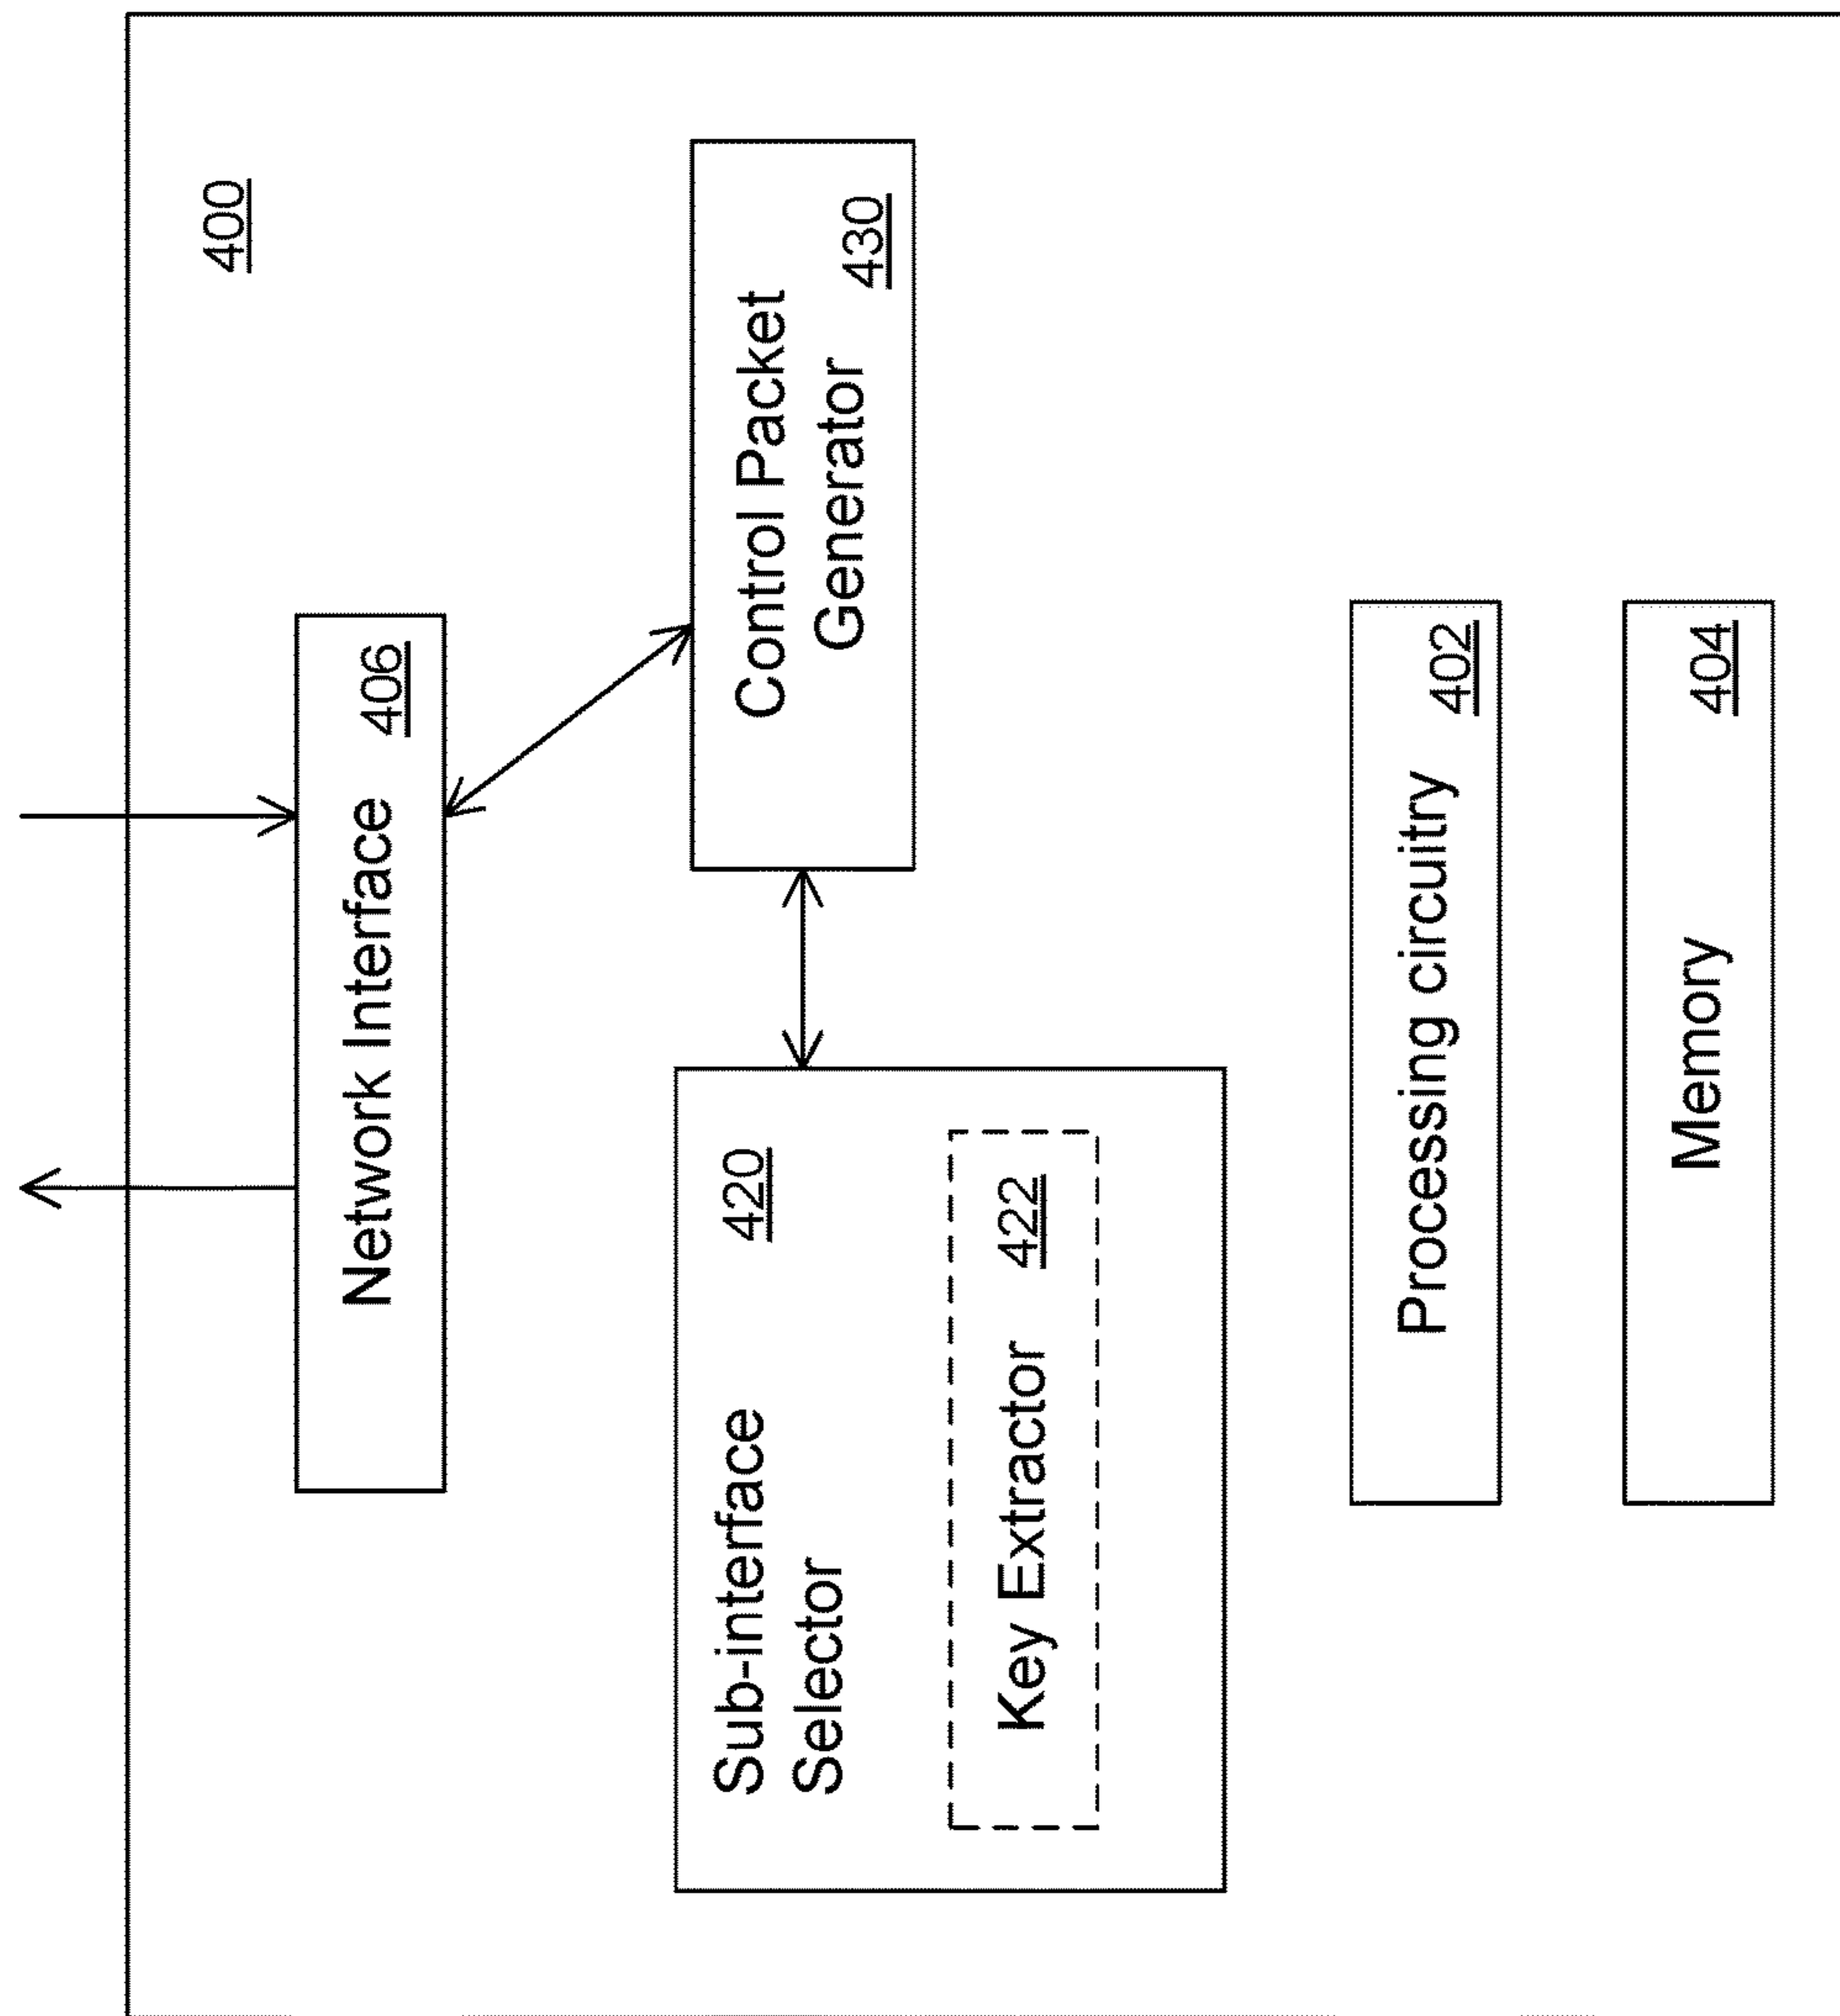 400
Network Interface 406
Control Packet
Generator 430
Sub-interface 420
Selector
Key Extractor 422
Processing circuitry 402
Memory 404